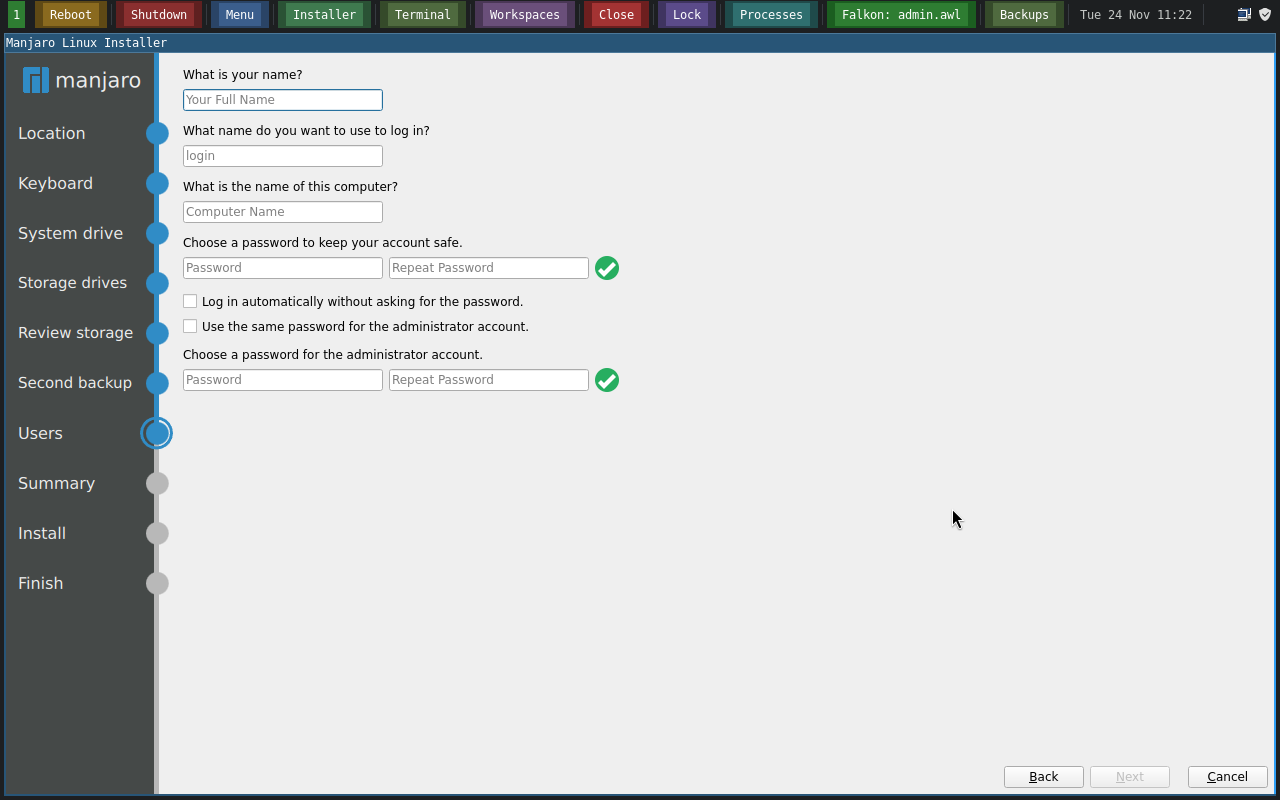 1 Reboot Shutdown Menu Installer Terminal Workspaces Close Lock Processes Falkon: admin.awl Backups Tue 24 Nov 11:22
Manjaro Linux Installer
manjaro
Location
Keyboard
System drive
Storage drives
Review storage
Second backup
Users
Summary
Install
Finish
What is your name?
Your Full Name
What name do you want to use to log in?
login
What is the name of this computer?
Computer Name
Choose a password to keep your account safe.
Password Repeat Password
Log in automatically without asking for the password.
Use the same password for the administrator account.
Choose a password for the administrator account.
Password Repeat Password
Back Next Cancel